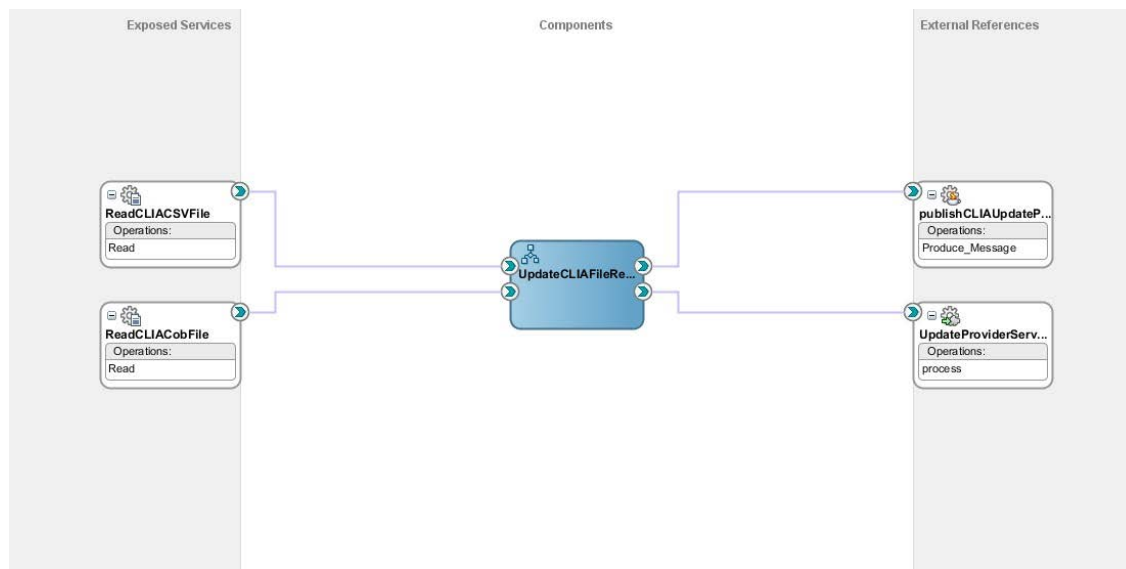 Exposed Services
Components
External References
ReadCLIACSVFile
Operations:
Read
ReadCLIACobFile
Operations:
Read
UpdateCLIAFileRe...
publishCLIAUpdateP...
Operations:
Produce_Message
UpdateProviderServ...
Operations:
process